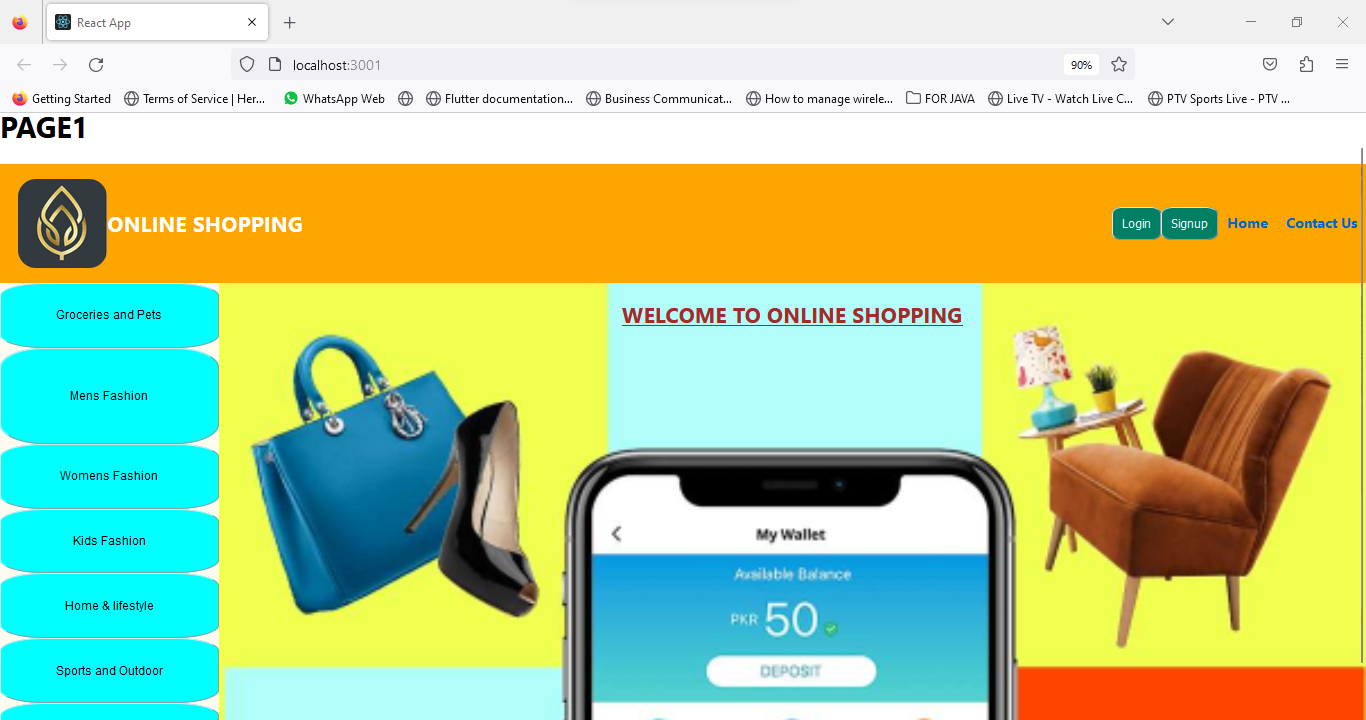 React App
localhost:3001
90%
Getting Started
Terms of Service | Her...
WhatsApp Web
Flutter documentation...
Business Communicat...
How to manage wirele...
FOR JAVA
Live TV - Watch Live C...
PTV Sports Live - PTV ...
PAGE1
ONLINE SHOPPING
Login
Signup
Home
Contact Us
Groceries and Pets
Mens Fashion
Womens Fashion
Kids Fashion
Home & lifestyle
Sports and Outdoor
WELCOME TO ONLINE SHOPPING
My Wallet
Available Balance
PKR 50
DEPOSIT